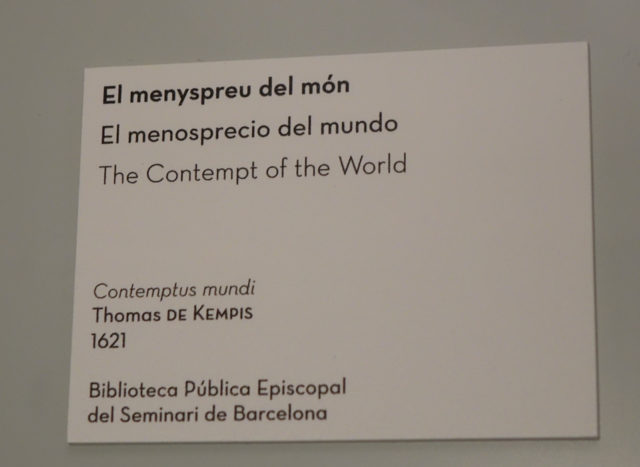 El menyspreu del món
El menosprecio del mundo
The Contempt of the World
Contemptus mundi
Thomas DE KEMPIS
1621
Biblioteca Pública Episcopal
del Seminari de Barcelona